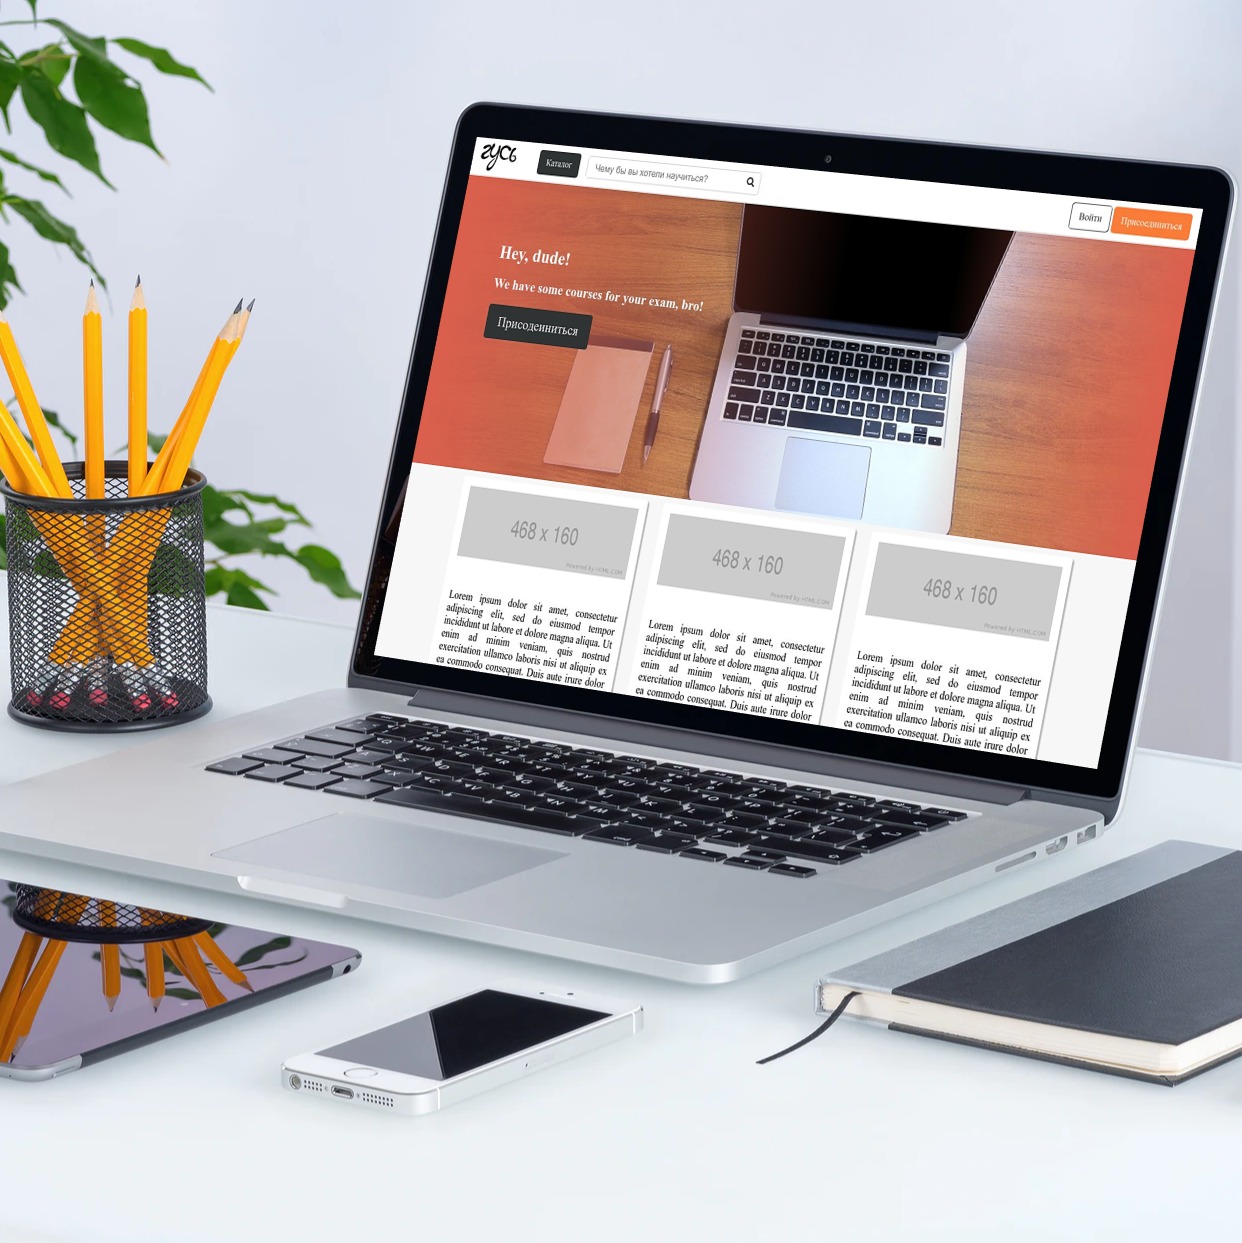 гусь
Каталог
Чему бы вы хотели научиться?
Войти
Присоединиться
Hey, dude!
We have some courses for your exam, bro!
Присодеиниться
468 x 160
Powered by HTML.COM
Lorem ipsum dolor sit amet, consectetur
adipiscing elit, sed do eiusmod tempor
incididunt ut labore et dolore magna aliqua. Ut
enim ad minim veniam, quis nostrud
exercitation ullamco laboris nisi ut aliquip ex
ea commodo consequat. Duis aute irure dolor
468 x 160
Powered by HTML.COM
Lorem ipsum dolor sit amet, consectetur
adipiscing elit, sed do eiusmod tempor
incididunt ut labore et dolore magna aliqua. Ut
enim ad minim veniam, quis nostrud
exercitation ullamco laboris nisi ut aliquip ex
ea commodo consequat. Duis aute irure dolor
468 x 160
Powered by HTML.COM
Lorem ipsum dolor sit amet, consectetur
adipiscing elit, sed do eiusmod tempor
incididunt ut labore et dolore magna aliqua. Ut
enim ad minim veniam, quis nostrud
exercitation ullamco laboris nisi ut aliquip ex
ea commodo consequat. Duis aute irure dolor